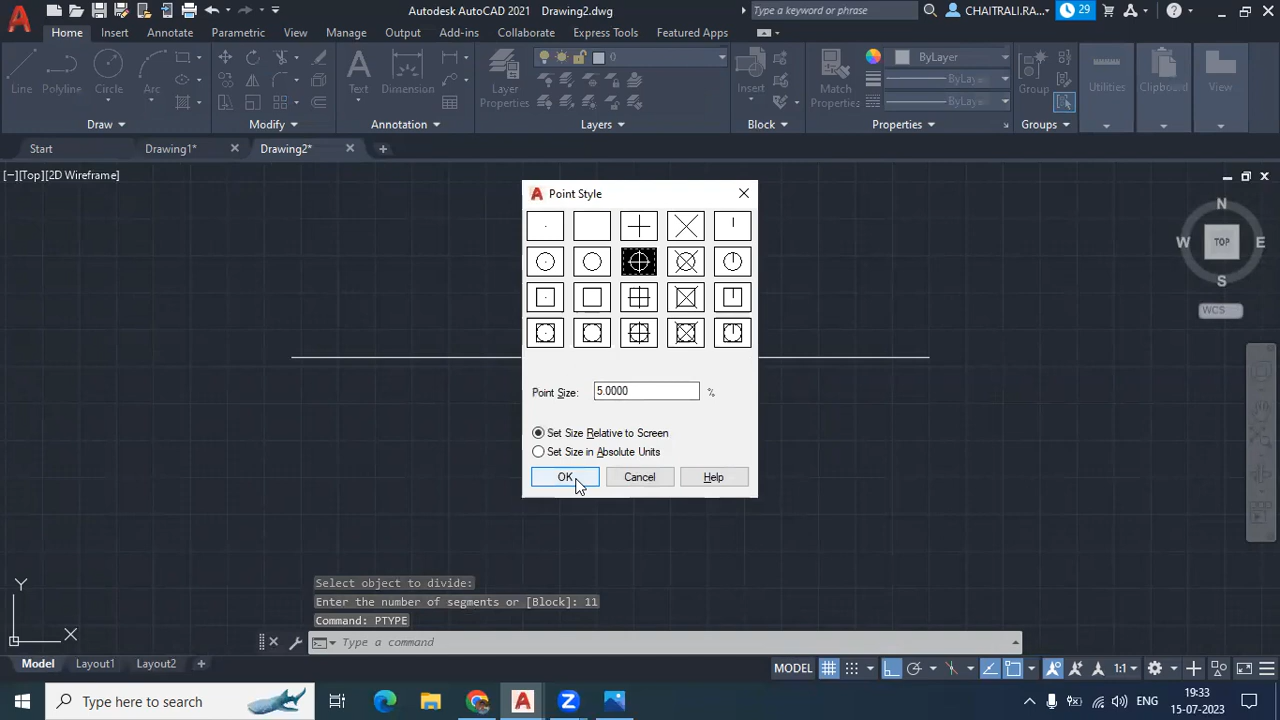 Autodesk AutoCAD 2021 Drawing2.dwg
Type a keyword or phrase
CHAITRALI.RA...
29
Home Insert Annotate Parametric View Manage Output Add-ins Collaborate Express Tools Featured Apps
0
ByLayer
Line Polyline Circle Arc Text Dimension Layer Properties Insert Match Properties Group Utilities Clipboard View
ByLayer
ByLay...
Draw Modify Annotation Layers Block Properties Groups
Start Drawing1* Drawing2*
[−][Top][2D Wireframe]
Point Style
N
W TOP E
S
WCS
Point Size: 5.0000 %
Set Size Relative to Screen
Set Size in Absolute Units
OK Cancel Help
Y
X
Select object to divide:
Enter the number of segments or [Block]: 11
Command: PTYPE
Type a command
Model Layout1 Layout2
MODEL
1:1
Type here to search
ENG
19:33
15-07-2023